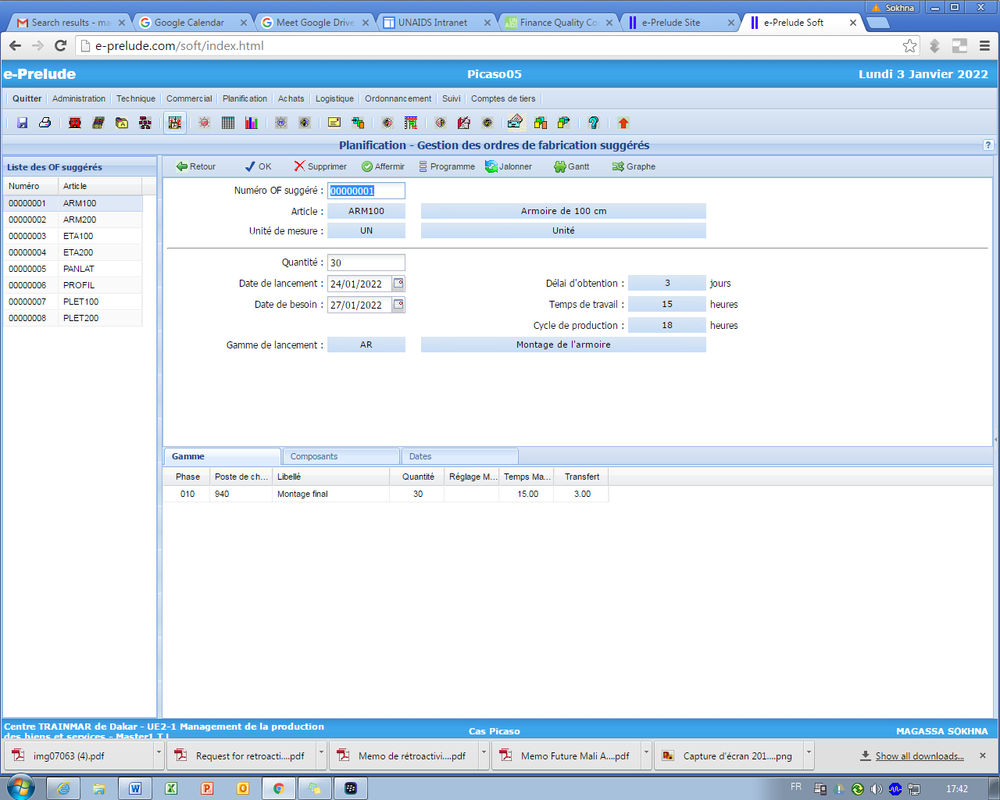 Sokhna
Search results - ma
Google Calendar
Meet Google Drive
UNAIDS Intranet
Finance Quality Co
e-Prelude Site
e-Prelude Soft
e-prelude.com/soft/index.html
e-Prelude
Picaso05
Lundi 3 Janvier 2022
Quitter Administration Technique Commercial Planification Achats Logistique Ordonnancement Suivi Comptes de tiers
Planification - Gestion des ordres de fabrication suggérés
Liste des OF suggérés
Numéro Article
00000001 ARM100
00000002 ARM200
00000003 ETA100
00000004 ETA200
00000005 PANLAT
00000006 PROFIL
00000007 PLET100
00000008 PLET200
Retour OK Supprimer Affermir Programme Jalonner Gantt Graphe
Numéro OF suggéré : 00000001
Article : ARM100 Armoire de 100 cm
Unité de mesure : UN Unité
Quantité : 30
Date de lancement : 24/01/2022 Délai d'obtention : 3 jours
Date de besoin : 27/01/2022 Temps de travail : 15 heures
Cycle de production : 18 heures
Gamme de lancement : AR Montage de l'armoire
Gamme Composants Dates
Phase Poste de ch... Libellé Quantité Réglage M... Temps Ma... Transfert
010 940 Montage final 30 15.00 3.00
Centre TRAINMAR de Dakar - UE2-1 Management de la production
des biens et services - Master1 T.L
Cas Picaso
MAGASSA SOKHNA
img07063 (4).pdf
Request for retroacti....pdf
Memo de rétroactivi....pdf
Memo Future Mali A....pdf
Capture d'écran 201....png
Show all downloads...
FR
17:42